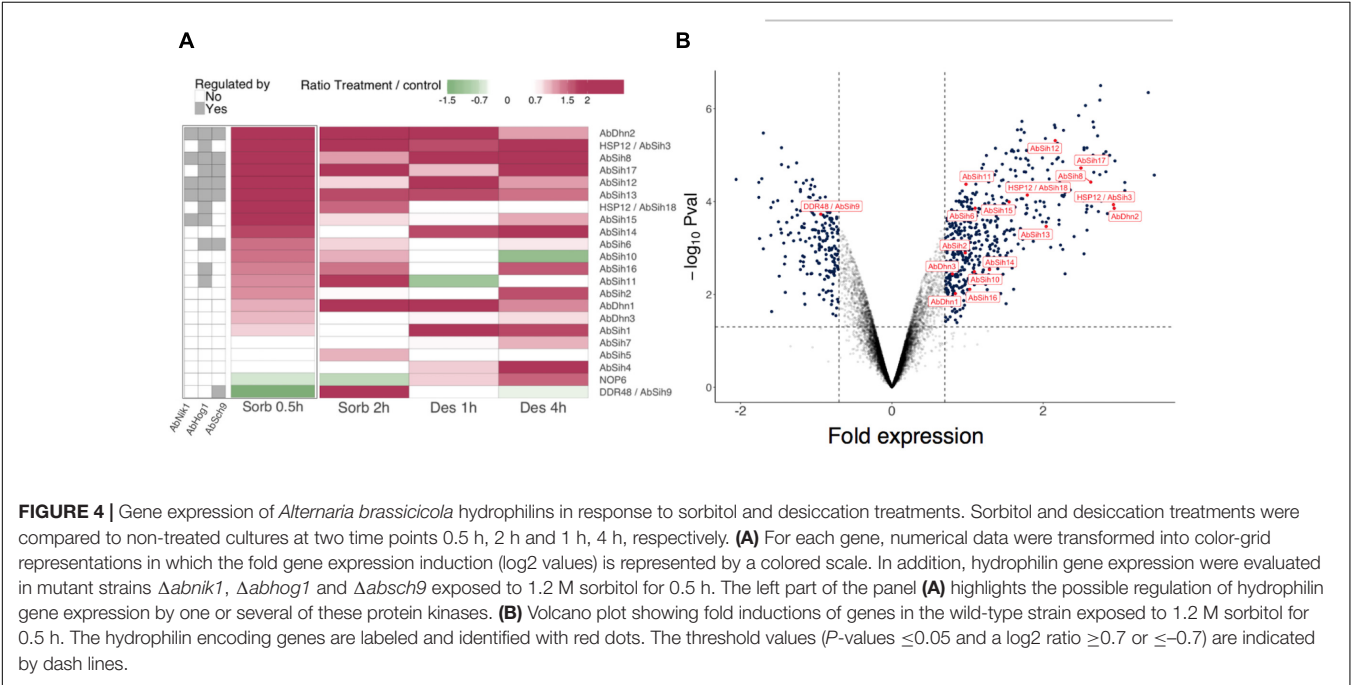 A
B
Regulated by
No
Yes
Ratio Treatment / control
-1.5 -0.7 0 0.7 1.5 2
AbDhn2
HSP12 / AbSih3
AbSih8
AbSih17
AbSih12
AbSih13
HSP12 / AbSih18
AbSih15
AbSih14
AbSih6
AbSih10
AbSih16
AbSih11
AbSih2
AbDhn1
AbDhn3
AbSih1
AbSih7
AbSih5
AbSih4
NOP6
DDR48 / AbSih9
AbNik1
AbHog1
AbSch9
Sorb 0.5h Sorb 2h Des 1h Des 4h
− log10 Pval
6
4
2
0
-2 0 2
Fold expression
AbSih12
AbSih17
AbSih11
AbSih8
HSP12 / AbSih18
HSP12 / AbSih3
DDR48 / AbSih9
AbSih6
AbSih15
AbDhn2
AbSih13
AbSih2
AbDhn3
AbSih14
AbSih10
AbDhn1
AbSih16
FIGURE 4 | Gene expression of Alternaria brassicicola hydrophilins in response to sorbitol and desiccation treatments. Sorbitol and desiccation treatments were
compared to non-treated cultures at two time points 0.5 h, 2 h and 1 h, 4 h, respectively. (A) For each gene, numerical data were transformed into color-grid
representations in which the fold gene expression induction (log2 values) is represented by a colored scale. In addition, hydrophilin gene expression were evaluated
in mutant strains Δabnik1, Δabhog1 and Δabsch9 exposed to 1.2 M sorbitol for 0.5 h. The left part of the panel (A) highlights the possible regulation of hydrophilin
gene expression by one or several of these protein kinases. (B) Volcano plot showing fold inductions of genes in the wild-type strain exposed to 1.2 M sorbitol for
0.5 h. The hydrophilin encoding genes are labeled and identified with red dots. The threshold values (P-values ≤0.05 and a log2 ratio ≥0.7 or ≤–0.7) are indicated
by dash lines.